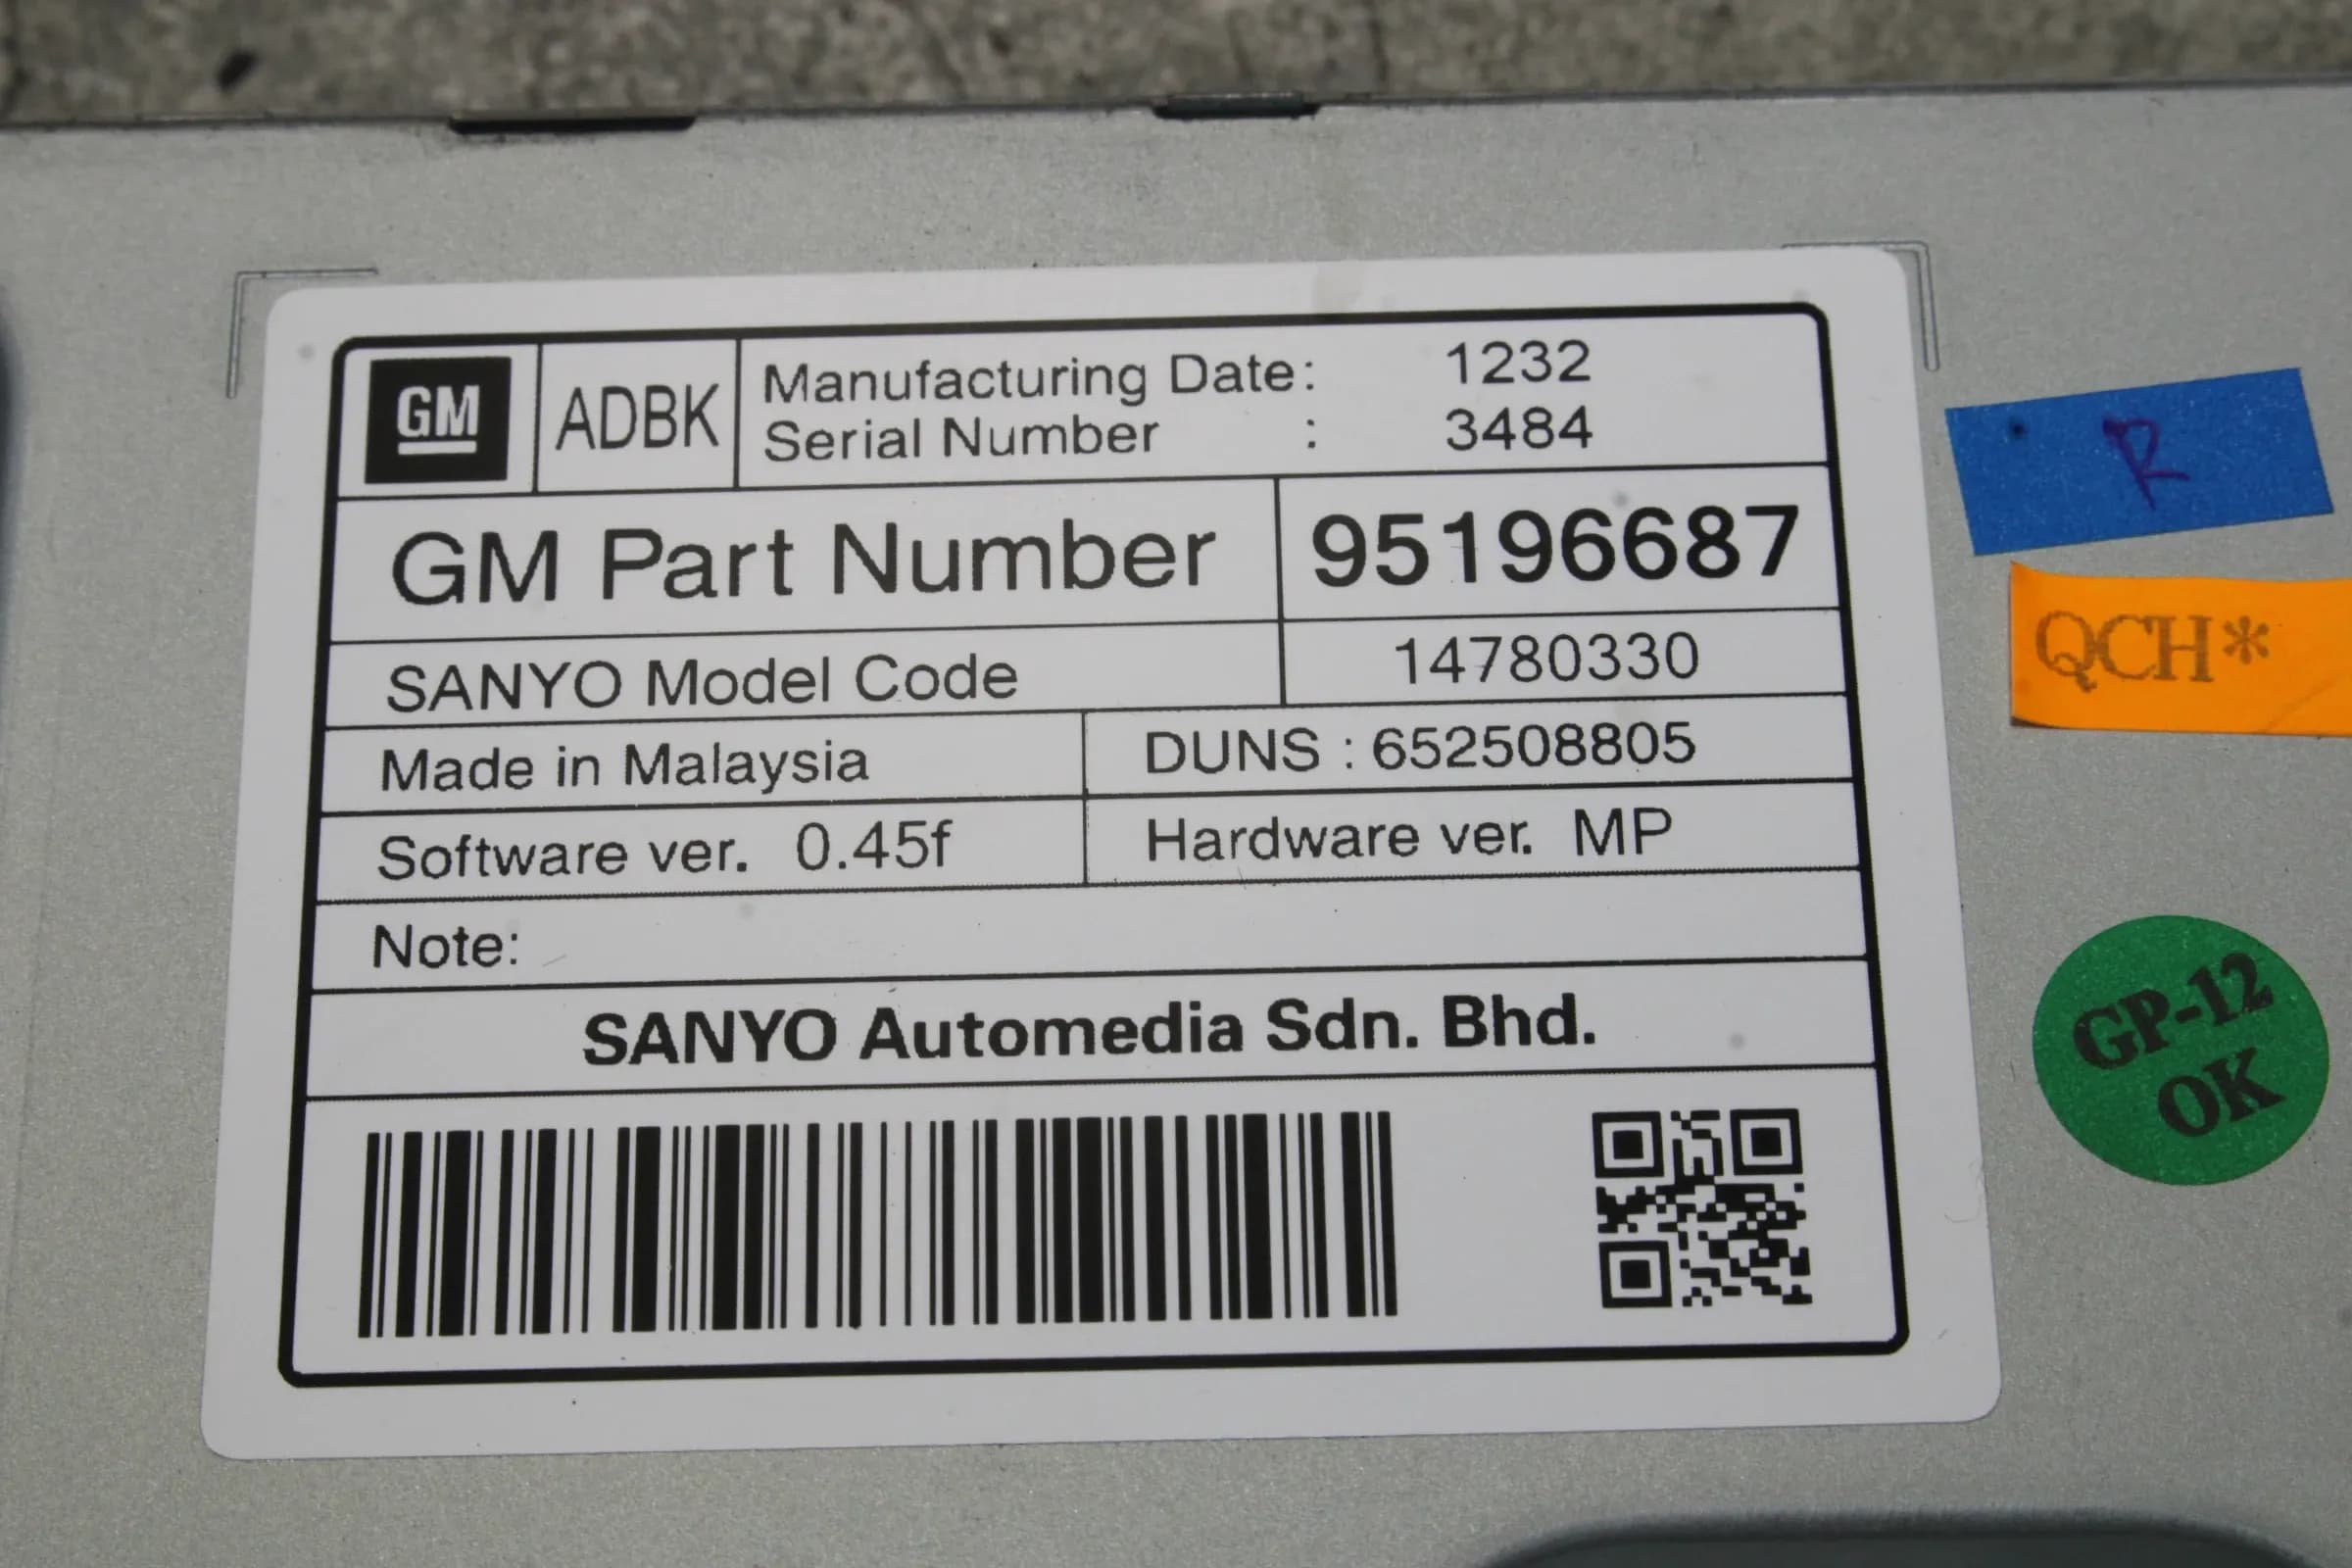 GM
ADBK
Manufacturing Date: 1232
Serial Number : 3484
GM Part Number 95196687
SANYO Model Code 14780330
Made in Malaysia DUNS : 652508805
Software ver. 0.45f Hardware ver. MP
Note:
SANYO Automedia Sdn. Bhd.
R
QCH*
GP-12
OK